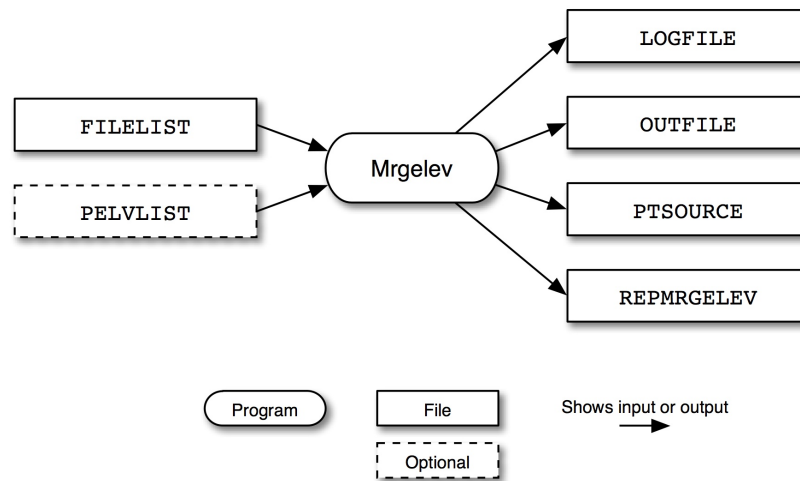 LOGFILE
FILELIST
OUTFILE
Mrgelev
PELVLIST
PTSOURCE
REPMRGELEV
Program
File
Shows input or output
Optional